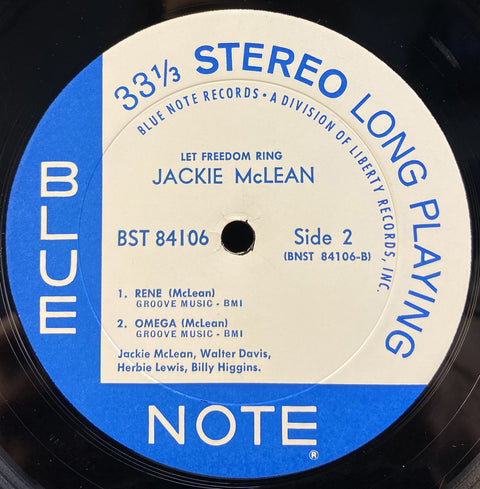 33⅓ STEREO LONG PLAYING
BLUE NOTE RECORDS • A DIVISION OF LIBERTY RECORDS, INC.
LET FREEDOM RING
JACKIE McLEAN
BST 84106
Side 2
(BNST 84106-B)
1. RENE (McLean)
GROOVE MUSIC - BMI
2. OMEGA (McLean)
GROOVE MUSIC - BMI
Jackie McLean, Walter Davis,
Herbie Lewis, Billy Higgins.
BLUE
NOTE ®